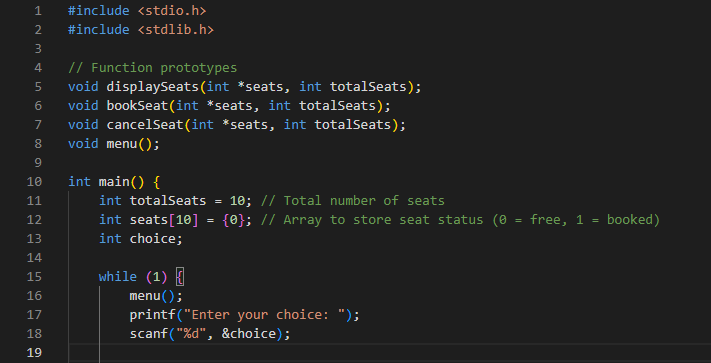 1 #include <stdio.h>
2 #include <stdlib.h>
3
4 // Function prototypes
5 void displaySeats(int *seats, int totalSeats);
6 void bookSeat(int *seats, int totalSeats);
7 void cancelSeat(int *seats, int totalSeats);
8 void menu();
9
10 int main() {
11     int totalSeats = 10; // Total number of seats
12     int seats[10] = {0}; // Array to store seat status (0 = free, 1 = booked)
13     int choice;
14
15     while (1) {
16         menu();
17         printf("Enter your choice: ");
18         scanf("%d", &choice);
19